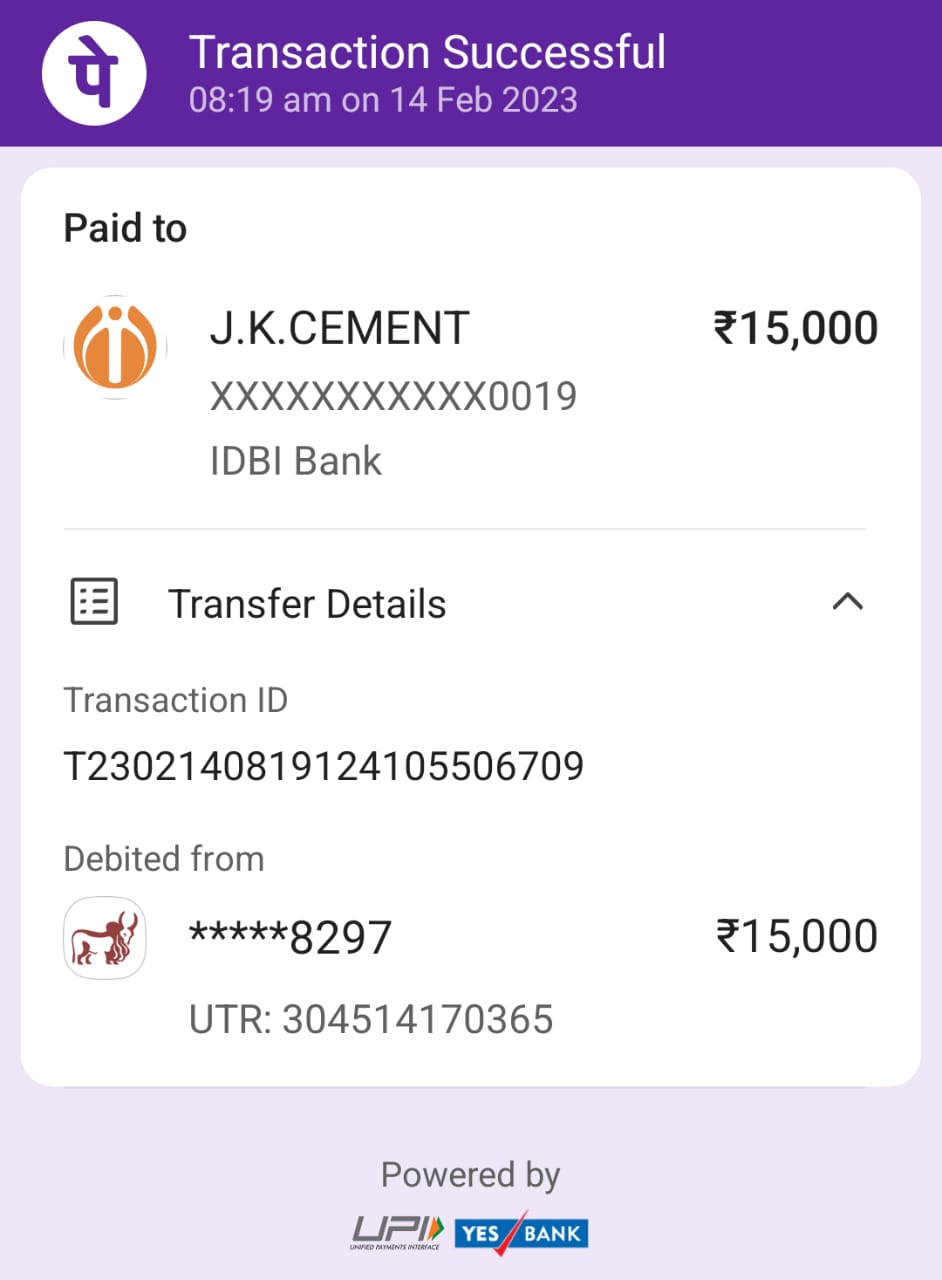 पे
Transaction Successful
08:19 am on 14 Feb 2023
Paid to
J.K.CEMENT ₹15,000
XXXXXXXXXXX0019
IDBI Bank
Transfer Details
Transaction ID
T2302140819124105506709
Debited from
*****8297 ₹15,000
UTR: 304514170365
Powered by
UPI YES BANK
UNIFIED PAYMENTS INTERFACE